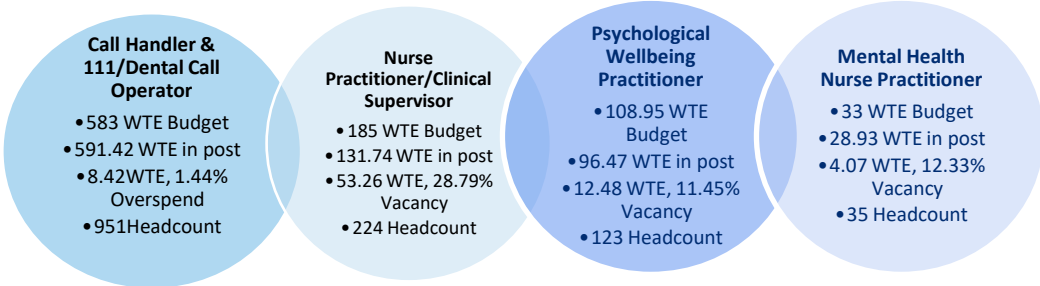 Call Handler &
111/Dental Call
Operator
•583 WTE Budget
•591.42 WTE in post
•8.42WTE, 1.44%
Overspend
•951Headcount
Nurse
Practitioner/Clinical
Supervisor
•185 WTE Budget
•131.74 WTE in post
•53.26 WTE, 28.79%
Vacancy
•224 Headcount
Psychological
Wellbeing
Practitioner
•108.95 WTE
Budget
•96.47 WTE in post
•12.48 WTE, 11.45%
Vacancy
•123 Headcount
Mental Health
Nurse Practitioner
•33 WTE Budget
•28.93 WTE in post
•4.07 WTE, 12.33%
Vacancy
•35 Headcount